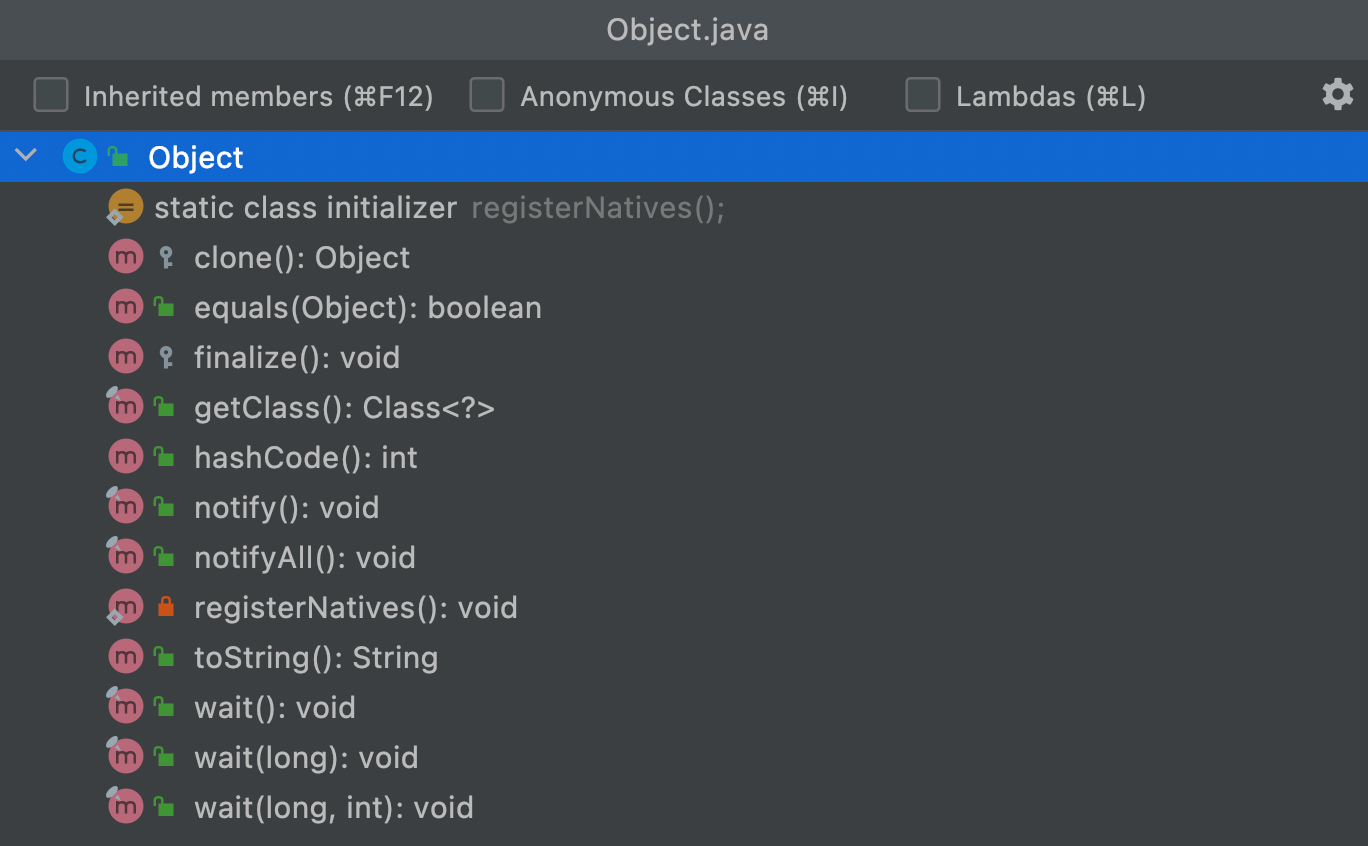 Object.java
Inherited members (⌘F12) Anonymous Classes (⌘I) Lambdas (⌘L)
C Object
= static class initializer registerNatives();
m clone(): Object
m equals(Object): boolean
m finalize(): void
m getClass(): Class<?>
m hashCode(): int
m notify(): void
m notifyAll(): void
m registerNatives(): void
m toString(): String
m wait(): void
m wait(long): void
m wait(long, int): void